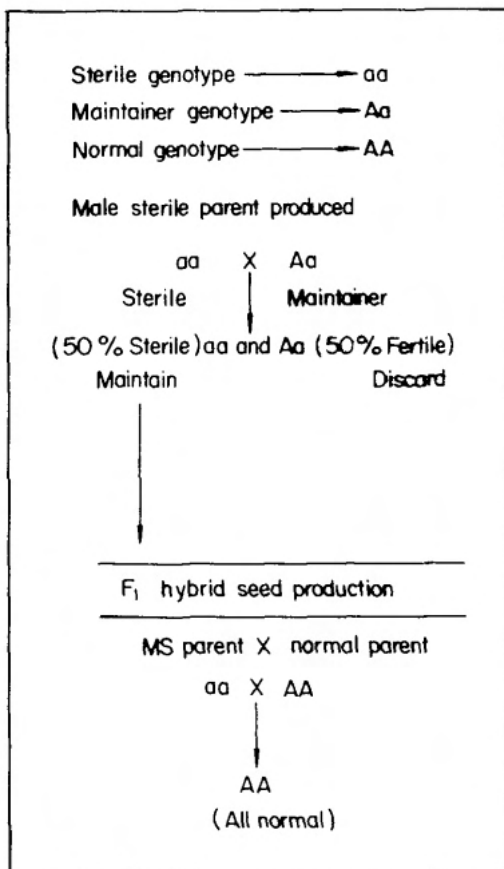 Sterile genotype → aa
Maintainer genotype → Aa
Normal genotype → AA
Male sterile parent produced
aa X Aa
Sterile Maintainer
(50% Sterile) aa and Aa (50% Fertile)
Maintain Discard
F₁ hybrid seed production
MS parent X normal parent
aa X AA
AA
(All normal)